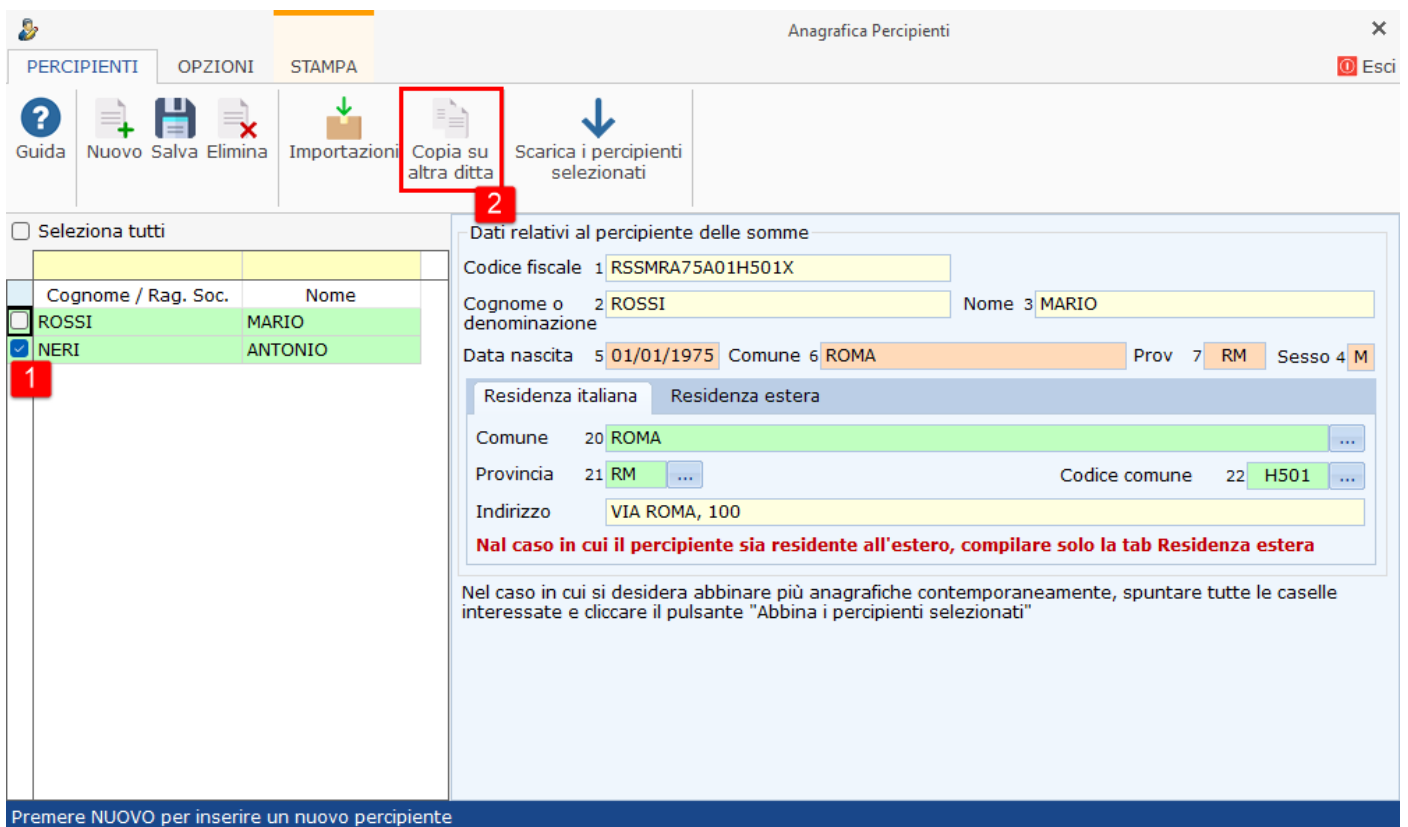 Anagrafica Percipienti
PERCIPIENTI OPZIONI STAMPA Esci
Guida Nuovo Salva Elimina Importazioni Copia su altra ditta Scarica i percipienti selezionati
2
Seleziona tutti
Cognome / Rag. Soc. Nome
ROSSI MARIO
NERI ANTONIO
1
Dati relativi al percipiente delle somme
Codice fiscale 1 RSSMRA75A01H501X
Cognome o denominazione 2 ROSSI Nome 3 MARIO
Data nascita 5 01/01/1975 Comune 6 ROMA Prov 7 RM Sesso 4 M
Residenza italiana Residenza estera
Comune 20 ROMA ...
Provincia 21 RM ... Codice comune 22 H501 ...
Indirizzo VIA ROMA, 100
Nal caso in cui il percipiente sia residente all'estero, compilare solo la tab Residenza estera
Nel caso in cui si desidera abbinare più anagrafiche contemporaneamente, spuntare tutte le caselle
interessate e cliccare il pulsante "Abbina i percipienti selezionati"
Premere NUOVO per inserire un nuovo percipiente